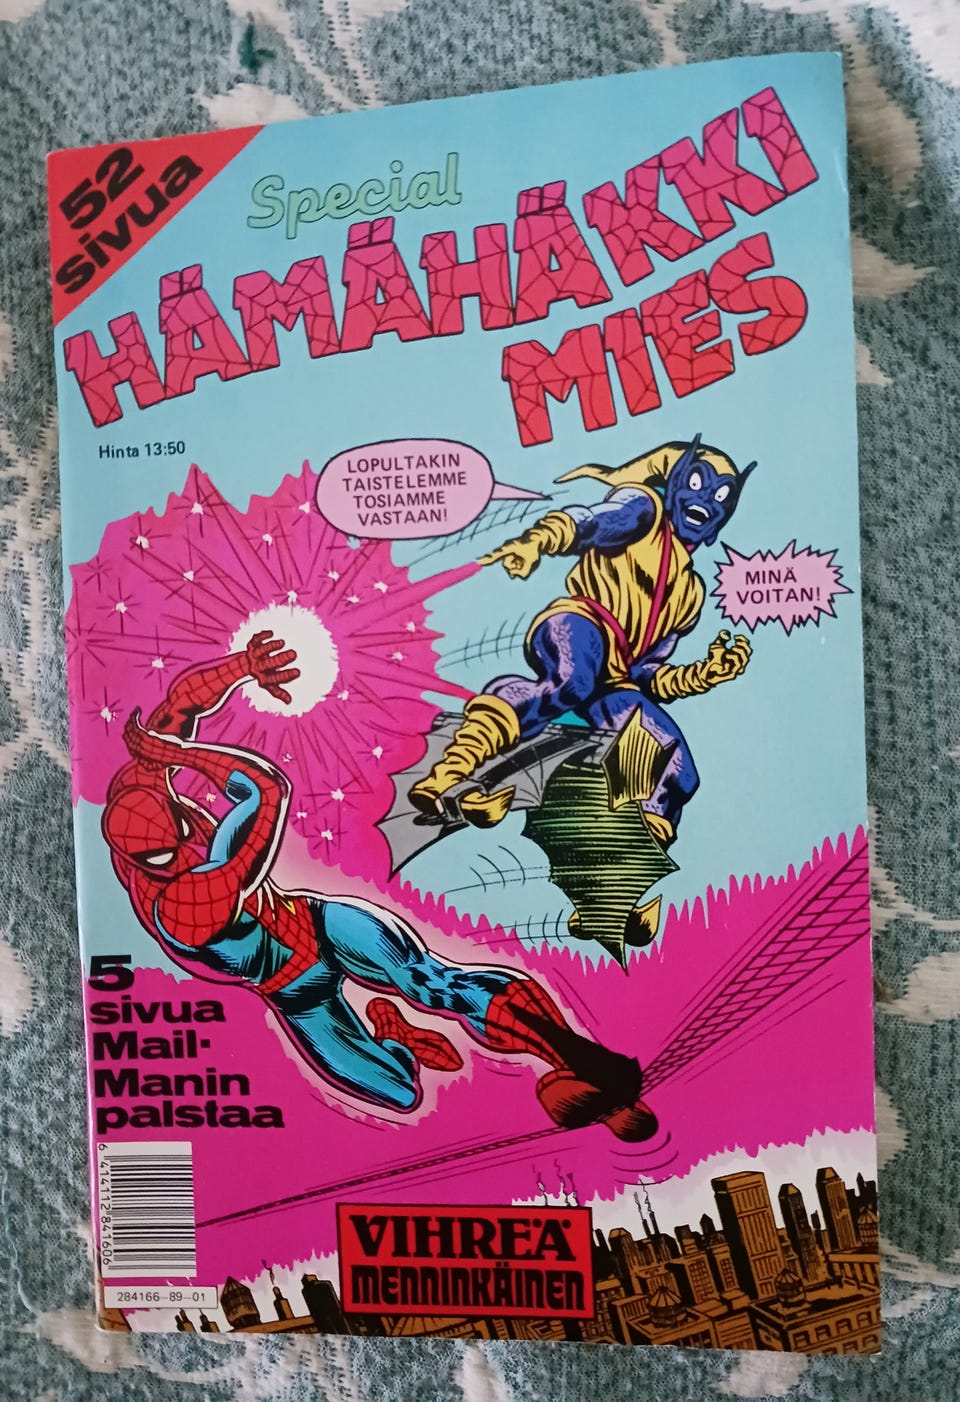 52
sivua
Special
HÄMÄHÄKKI
MIES
Hinta 13:50
LOPULTAKIN
TAISTELEMME
TOSIAMME
VASTAAN!
MINÄ
VOITAN!
5
sivua
Mail-
Manin
palstaa
6 414112 841606
284166-89-01
VIHREÄ
MENNINKÄINEN